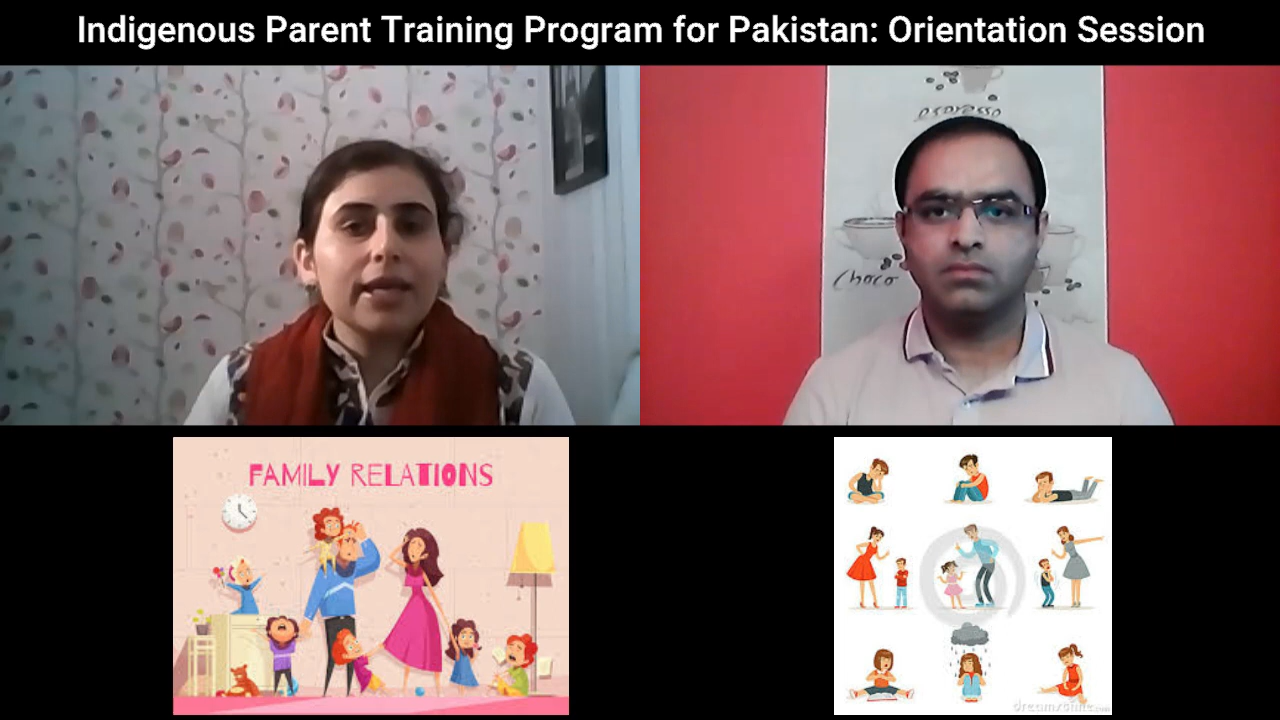 Indigenous Parent Training Program for Pakistan: Orientation Session
espresso
Choco
FAMILY RELATIONS
dreamstime.com